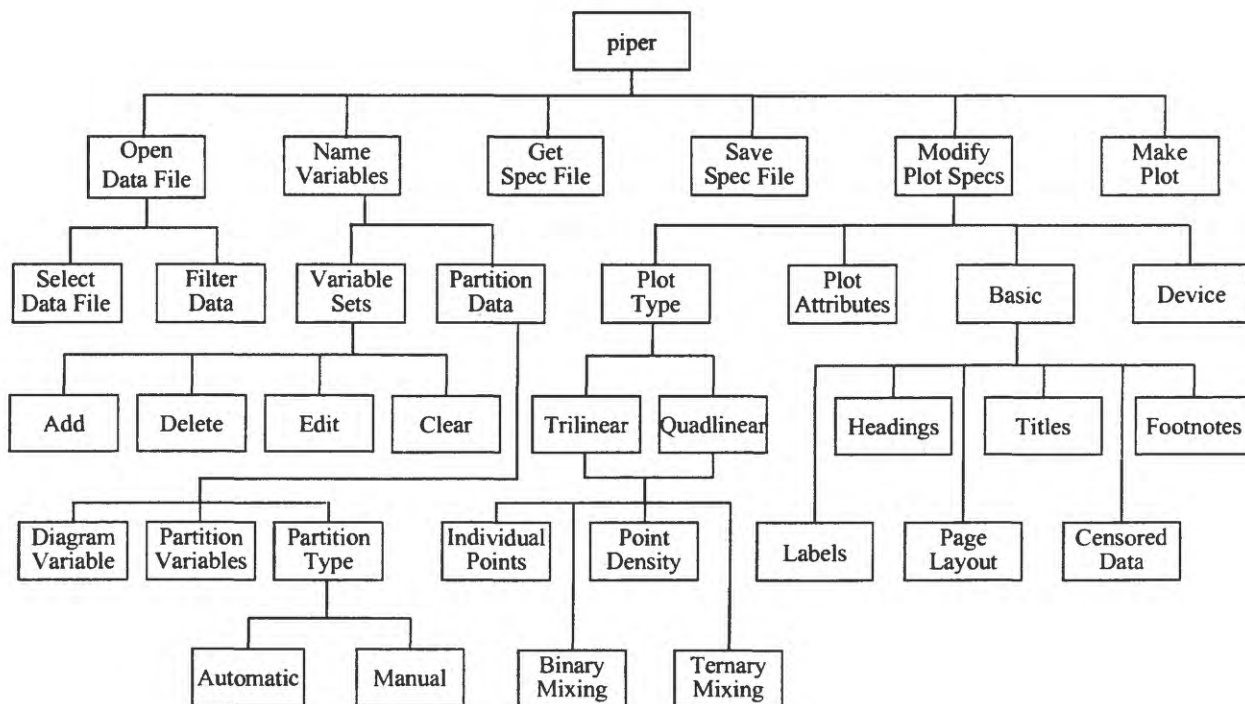 piper
Open
Data File
Name
Variables
Get
Spec File
Save
Spec File
Modify
Plot Specs
Make
Plot
Select
Data File
Filter
Data
Variable
Sets
Partition
Data
Plot
Type
Plot
Attributes
Basic
Device
Add
Delete
Edit
Clear
Trilinear
Quadlinear
Headings
Titles
Footnotes
Diagram
Variable
Partition
Variables
Partition
Type
Individual
Points
Point
Density
Labels
Page
Layout
Censored
Data
Automatic
Manual
Binary
Mixing
Ternary
Mixing